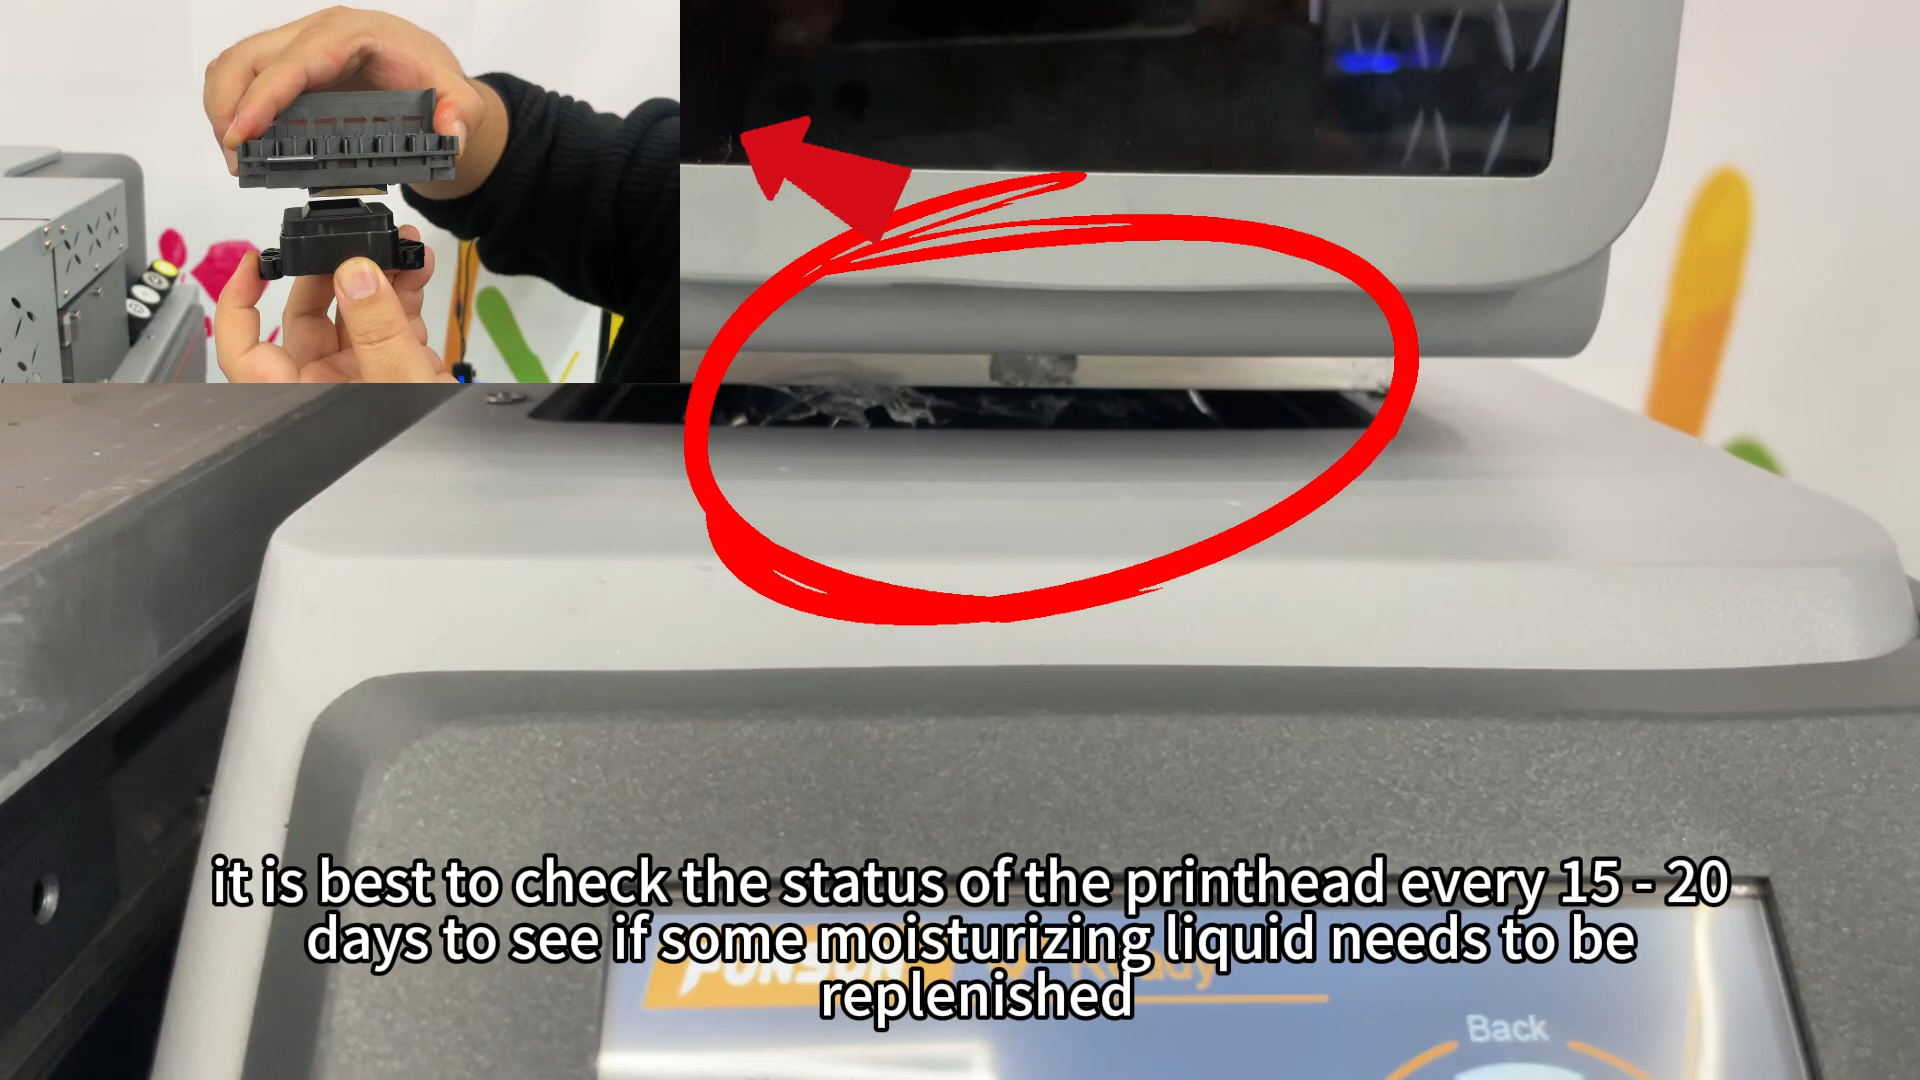 it is best to check the status of the printhead every 15 - 20
days to see if some moisturizing liquid needs to be
replenished
Back